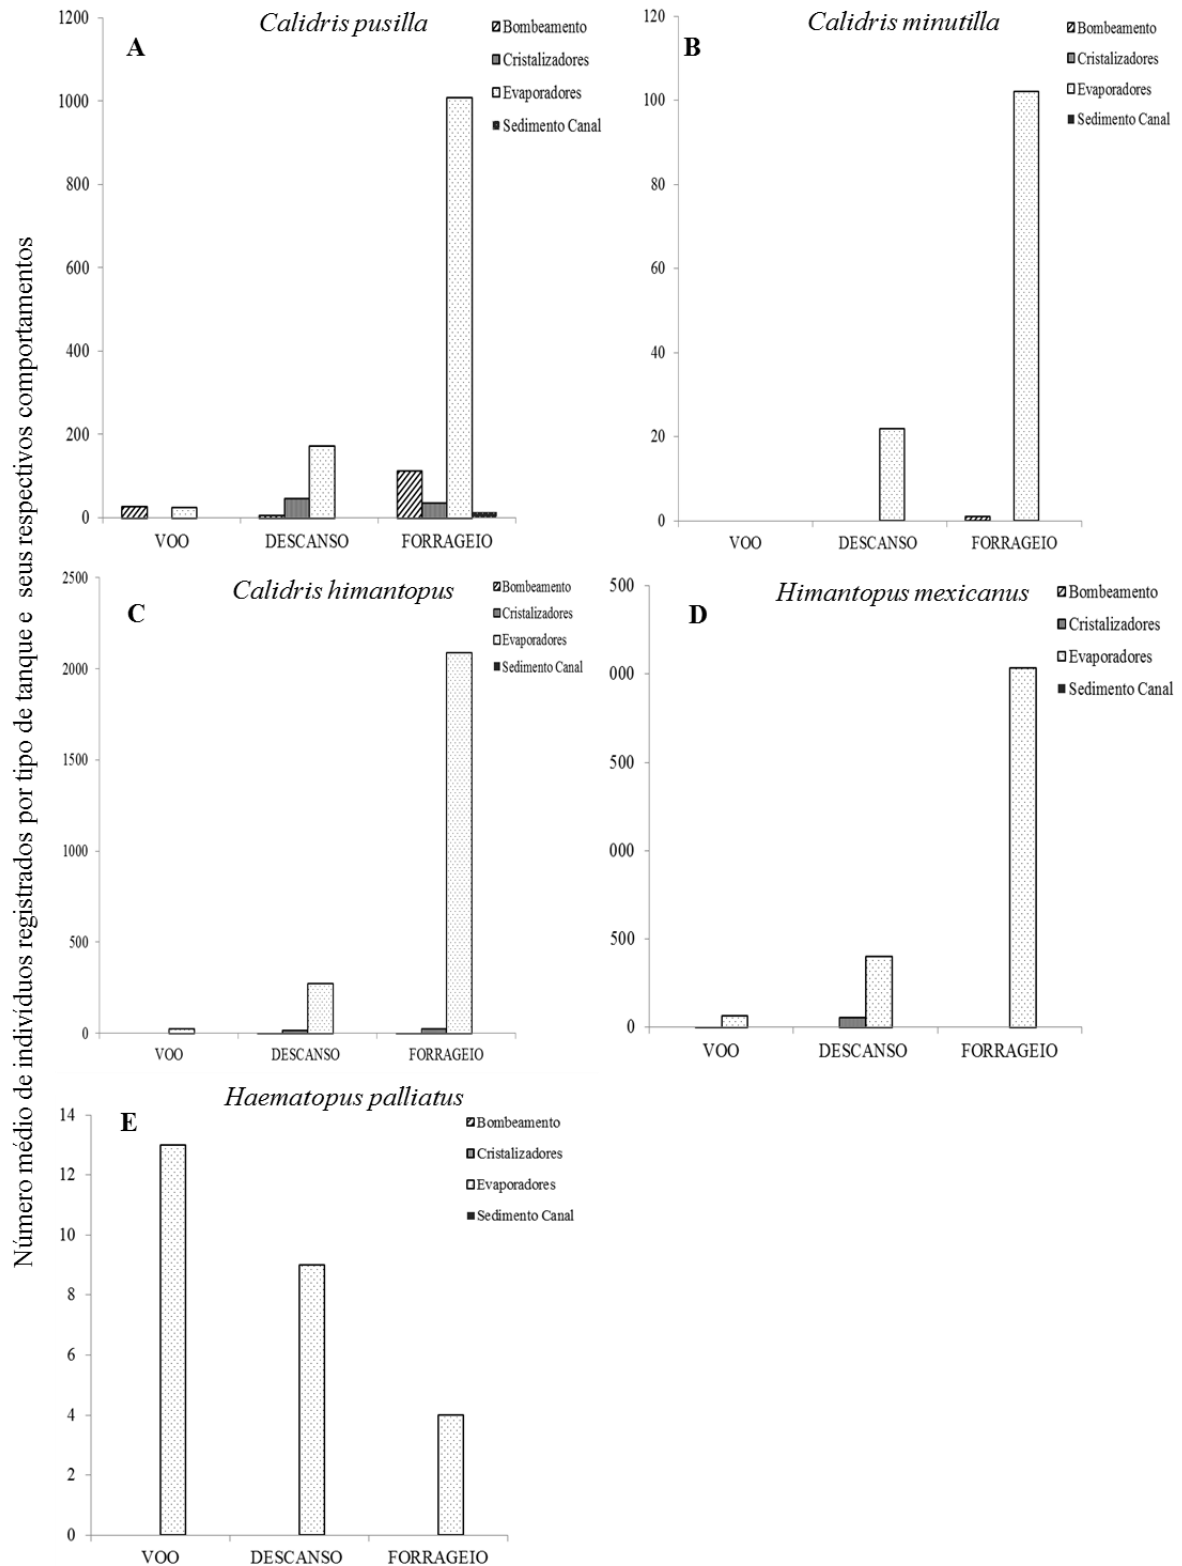 Número médio de indivíduos registrados por tipo de tanque e seus respectivos comportamentos
A
Calidris pusilla
Bombeamento
Cristalizadores
Evaporadores
Sedimento Canal
1200
1000
800
600
400
200
0
VOO DESCANSO FORRAGEIO
B
Calidris minutilla
Bombeamento
Cristalizadores
Evaporadores
Sedimento Canal
120
100
80
60
40
20
0
VOO DESCANSO FORRAGEIO
C
Calidris himantopus
Bombeamento
Cristalizadores
Evaporadores
Sedimento Canal
2500
2000
1500
1000
500
0
VOO DESCANSO FORRAGEIO
D
Himantopus mexicanus
Bombeamento
Cristalizadores
Evaporadores
Sedimento Canal
500
000
500
000
500
0
VOO DESCANSO FORRAGEIO
E
Haematopus palliatus
Bombeamento
Cristalizadores
Evaporadores
Sedimento Canal
14
12
10
8
6
4
2
0
VOO DESCANSO FORRAGEIO